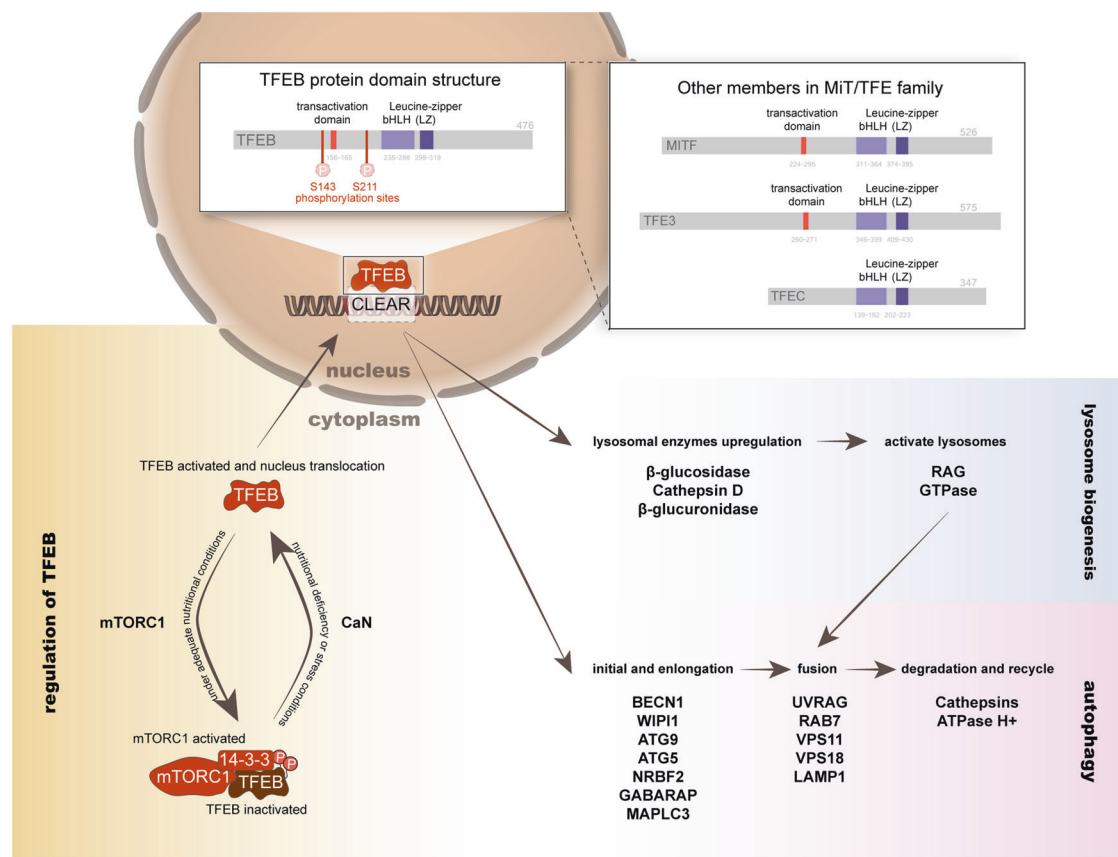 TFEB protein domain structure
transactivation
domain
Leucine-zipper
bHLH (LZ)
476
TFEB
156-165
235-288
298-319
P
P
S143
S211
phosphorylation sites
Other members in MiT/TFE family
transactivation
domain
Leucine-zipper
bHLH (LZ)
526
MITF
224-295
311-364
374-395
transactivation
domain
Leucine-zipper
bHLH (LZ)
575
TFE3
260-271
346-399
409-430
Leucine-zipper
bHLH (LZ)
347
TFEC
139-192
202-223
TFEB
CLEAR
nucleus
cytoplasm
regulation of TFEB
TFEB activated and nucleus translocation
TFEB
mTORC1
under adequate nutritional conditions
nutritional deficiency or stress conditions
CaN
mTORC1 activated
14-3-3
P
P
mTORC1
TFEB
TFEB inactivated
lysosomal enzymes upregulation
activate lysosomes
β-glucosidase
Cathepsin D
β-glucuronidase
RAG
GTPase
lysosome biogenesis
initial and enlongation
fusion
degradation and recycle
BECN1
WIPI1
ATG9
ATG5
NRBF2
GABARAP
MAPLC3
UVRAG
RAB7
VPS11
VPS18
LAMP1
Cathepsins
ATPase H+
autophagy